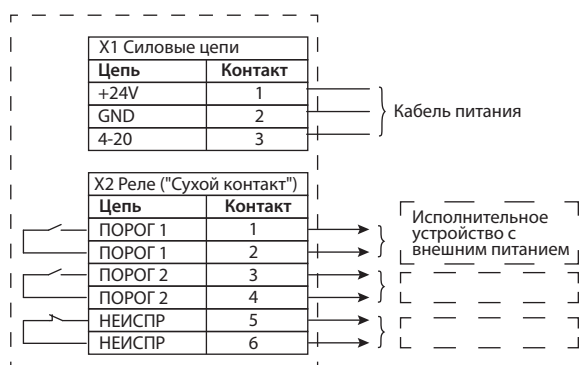 X1 Силовые цепи
Цепь Контакт
+24V 1
GND 2
4-20 3
Кабель питания
X2 Реле ("Сухой контакт")
Цепь Контакт
ПОРОГ 1 1
ПОРОГ 1 2
ПОРОГ 2 3
ПОРОГ 2 4
НЕИСПР 5
НЕИСПР 6
Исполнительное
устройство с
внешним питанием